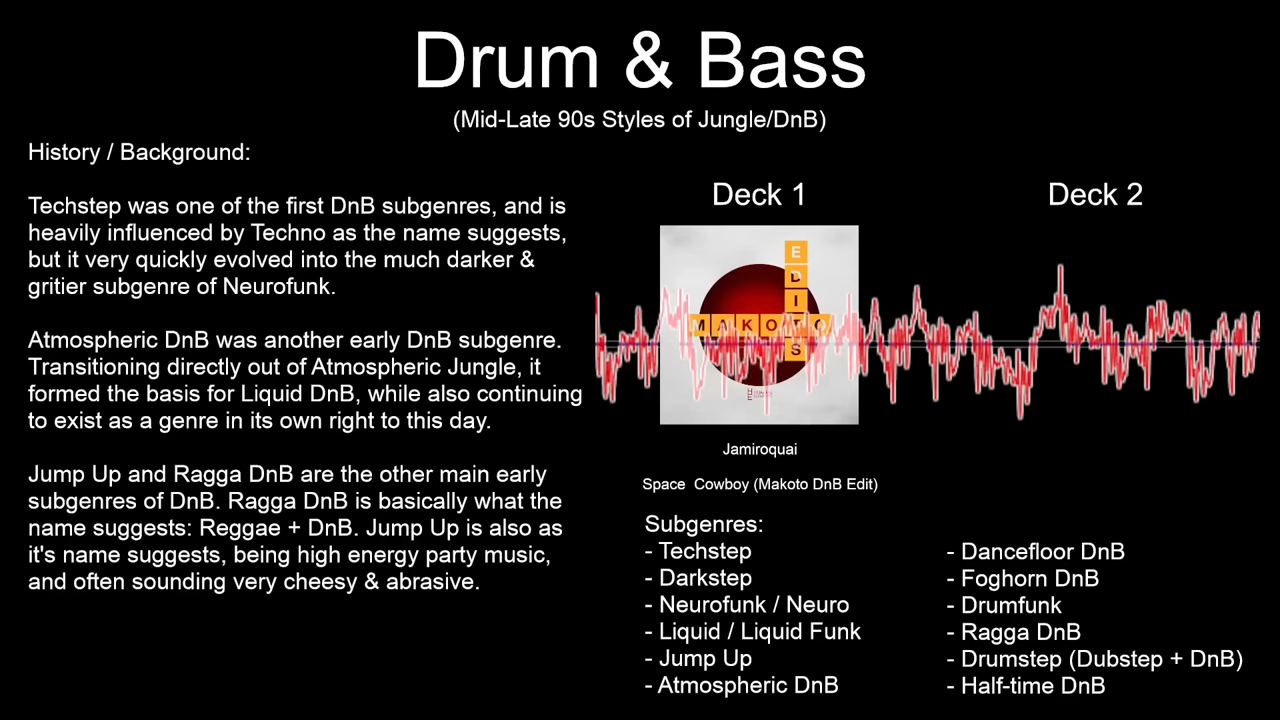 Drum & Bass
(Mid-Late 90s Styles of Jungle/DnB)
History / Background:
Techstep was one of the first DnB subgenres, and is
heavily influenced by Techno as the name suggests,
but it very quickly evolved into the much darker &
gritier subgenre of Neurofunk.
Atmospheric DnB was another early DnB subgenre.
Transitioning directly out of Atmospheric Jungle, it
formed the basis for Liquid DnB, while also continuing
to exist as a genre in its own right to this day.
Jump Up and Ragga DnB are the other main early
subgenres of DnB. Ragga DnB is basically what the
name suggests: Reggae + DnB. Jump Up is also as
it's name suggests, being high energy party music,
and often sounding very cheesy & abrasive.
Deck 1
Deck 2
EDITS
MAKOTO
Jamiroquai
Space Cowboy (Makoto DnB Edit)
Subgenres:
- Techstep
- Darkstep
- Neurofunk / Neuro
- Liquid / Liquid Funk
- Jump Up
- Atmospheric DnB
- Dancefloor DnB
- Foghorn DnB
- Drumfunk
- Ragga DnB
- Drumstep (Dubstep + DnB)
- Half-time DnB